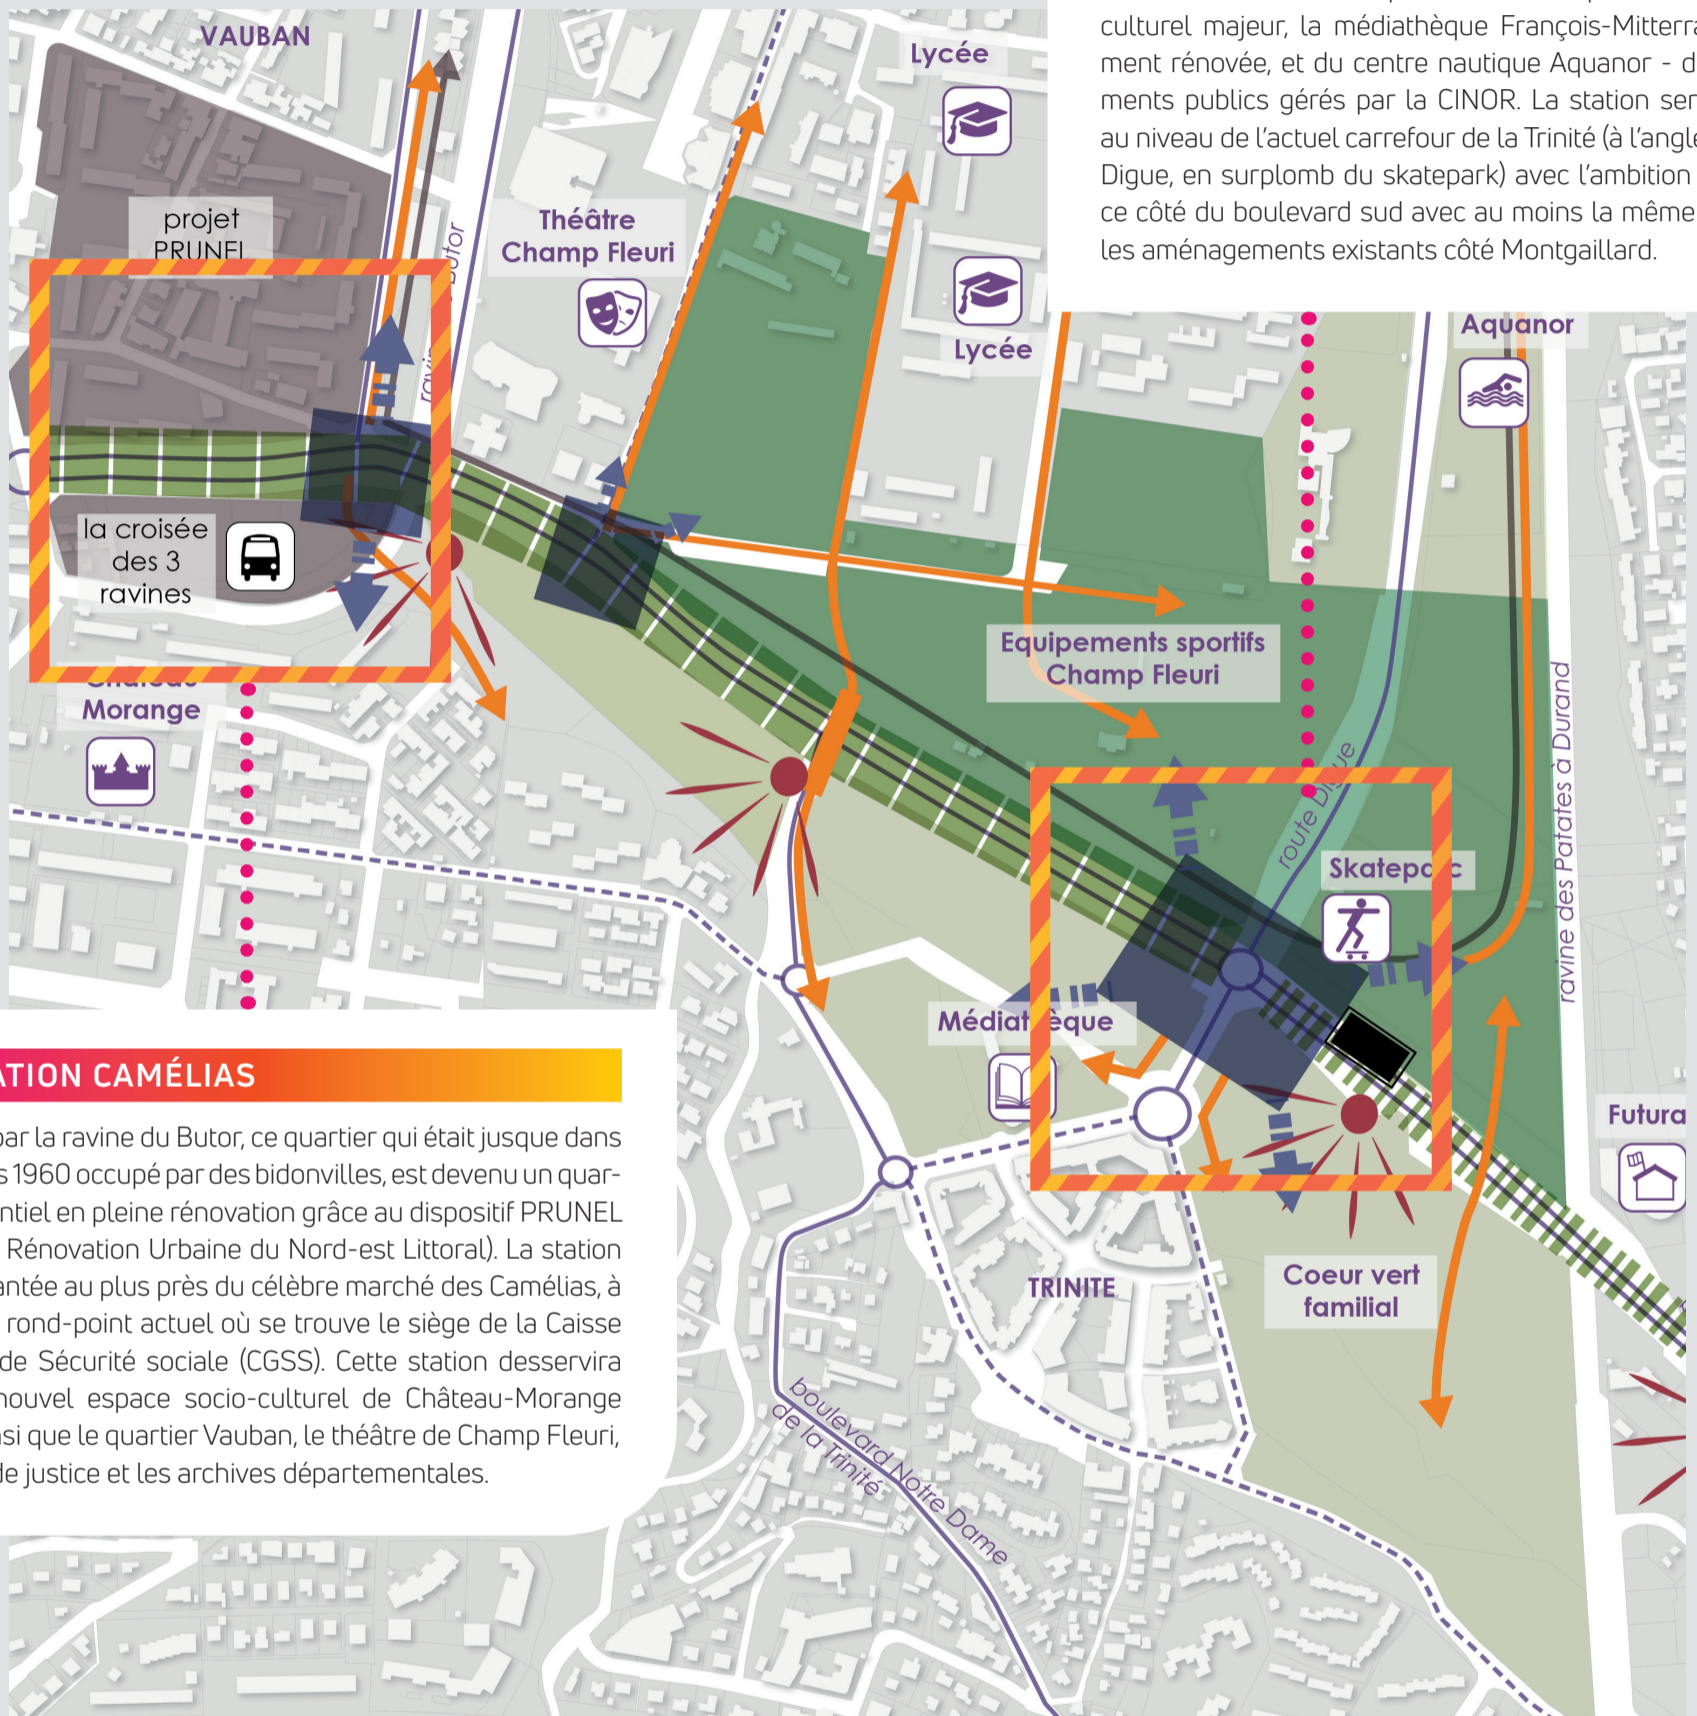 culturel majeur, la médiathèque François-Mitterra
ment rénovée, et du centre nautique Aquanor - d
ments publics gérés par la CINOR. La station ser
au niveau de l'actuel carrefour de la Trinité (à l'angle
Digue, en surplomb du skatepark) avec l'ambition
ce côté du boulevard sud avec au moins la même
les aménagements existants côté Montgaillard.
VAUBAN
Lycée
projet
PRUNEL
Théâtre
Champ Fleuri
Lycée
Aquanor
Butor
la croisée
des 3
ravines
Equipements sportifs
Champ Fleuri
Château
Morange
ravine des Patates à Durand
route Digue
Skateparc
Médiathèque
ATION CAMÉLIAS
par la ravine du Butor, ce quartier qui était jusque dans
s 1960 occupé par des bidonvilles, est devenu un quar-
entiel en pleine rénovation grâce au dispositif PRUNEL
Rénovation Urbaine du Nord-est Littoral). La station
antée au plus près du célèbre marché des Camélias, à
rond-point actuel où se trouve le siège de la Caisse
de Sécurité sociale (CGSS). Cette station desservira
nouvel espace socio-culturel de Château-Morange
nsi que le quartier Vauban, le théâtre de Champ Fleuri,
de justice et les archives départementales.
Futura
TRINITE
Coeur vert
familial
boulevard Notre Dame
de la Trinité